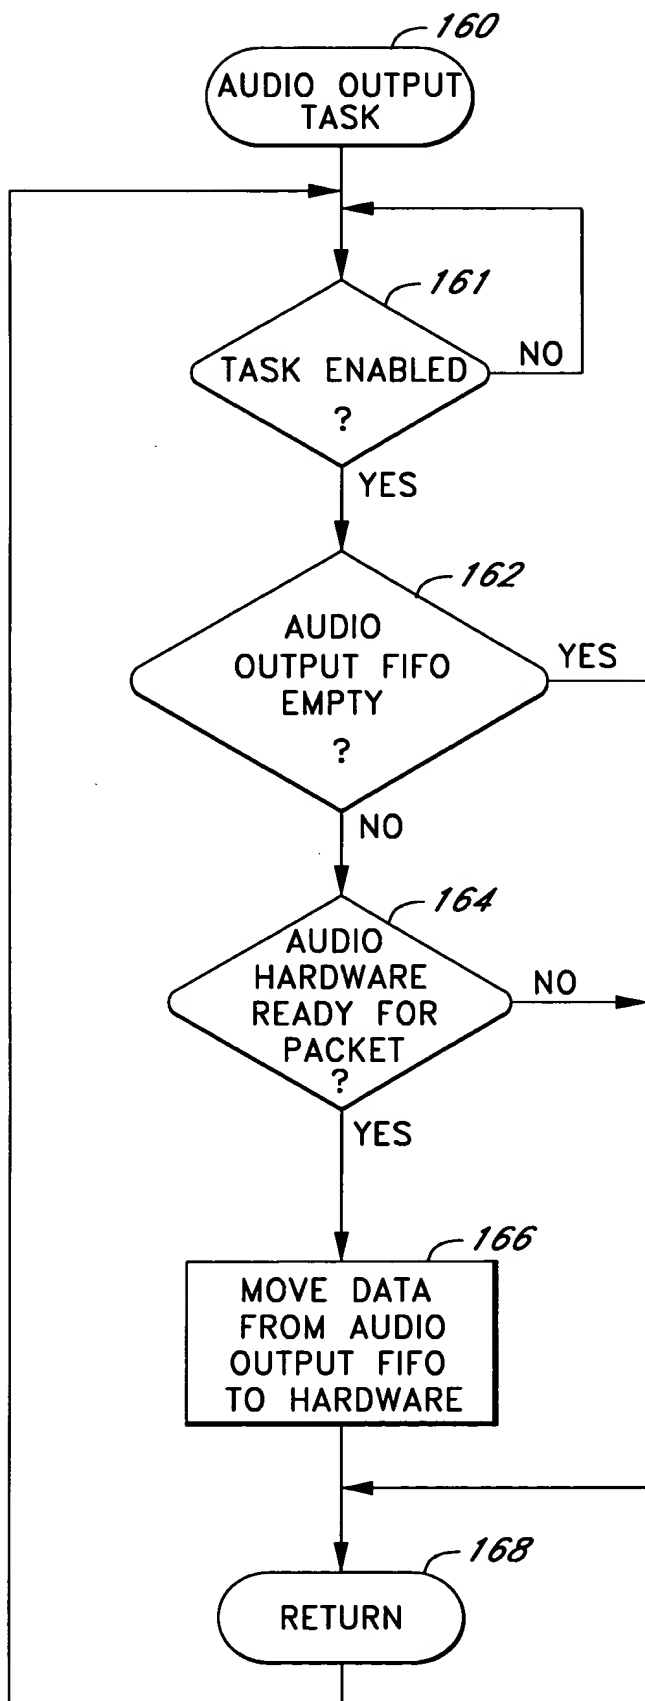 160
AUDIO OUTPUT
TASK
161
TASK ENABLED
?
NO
YES
162
AUDIO
OUTPUT FIFO
EMPTY
?
YES
NO
164
AUDIO
HARDWARE
READY FOR
PACKET
?
NO
YES
166
MOVE DATA
FROM AUDIO
OUTPUT FIFO
TO HARDWARE
168
RETURN